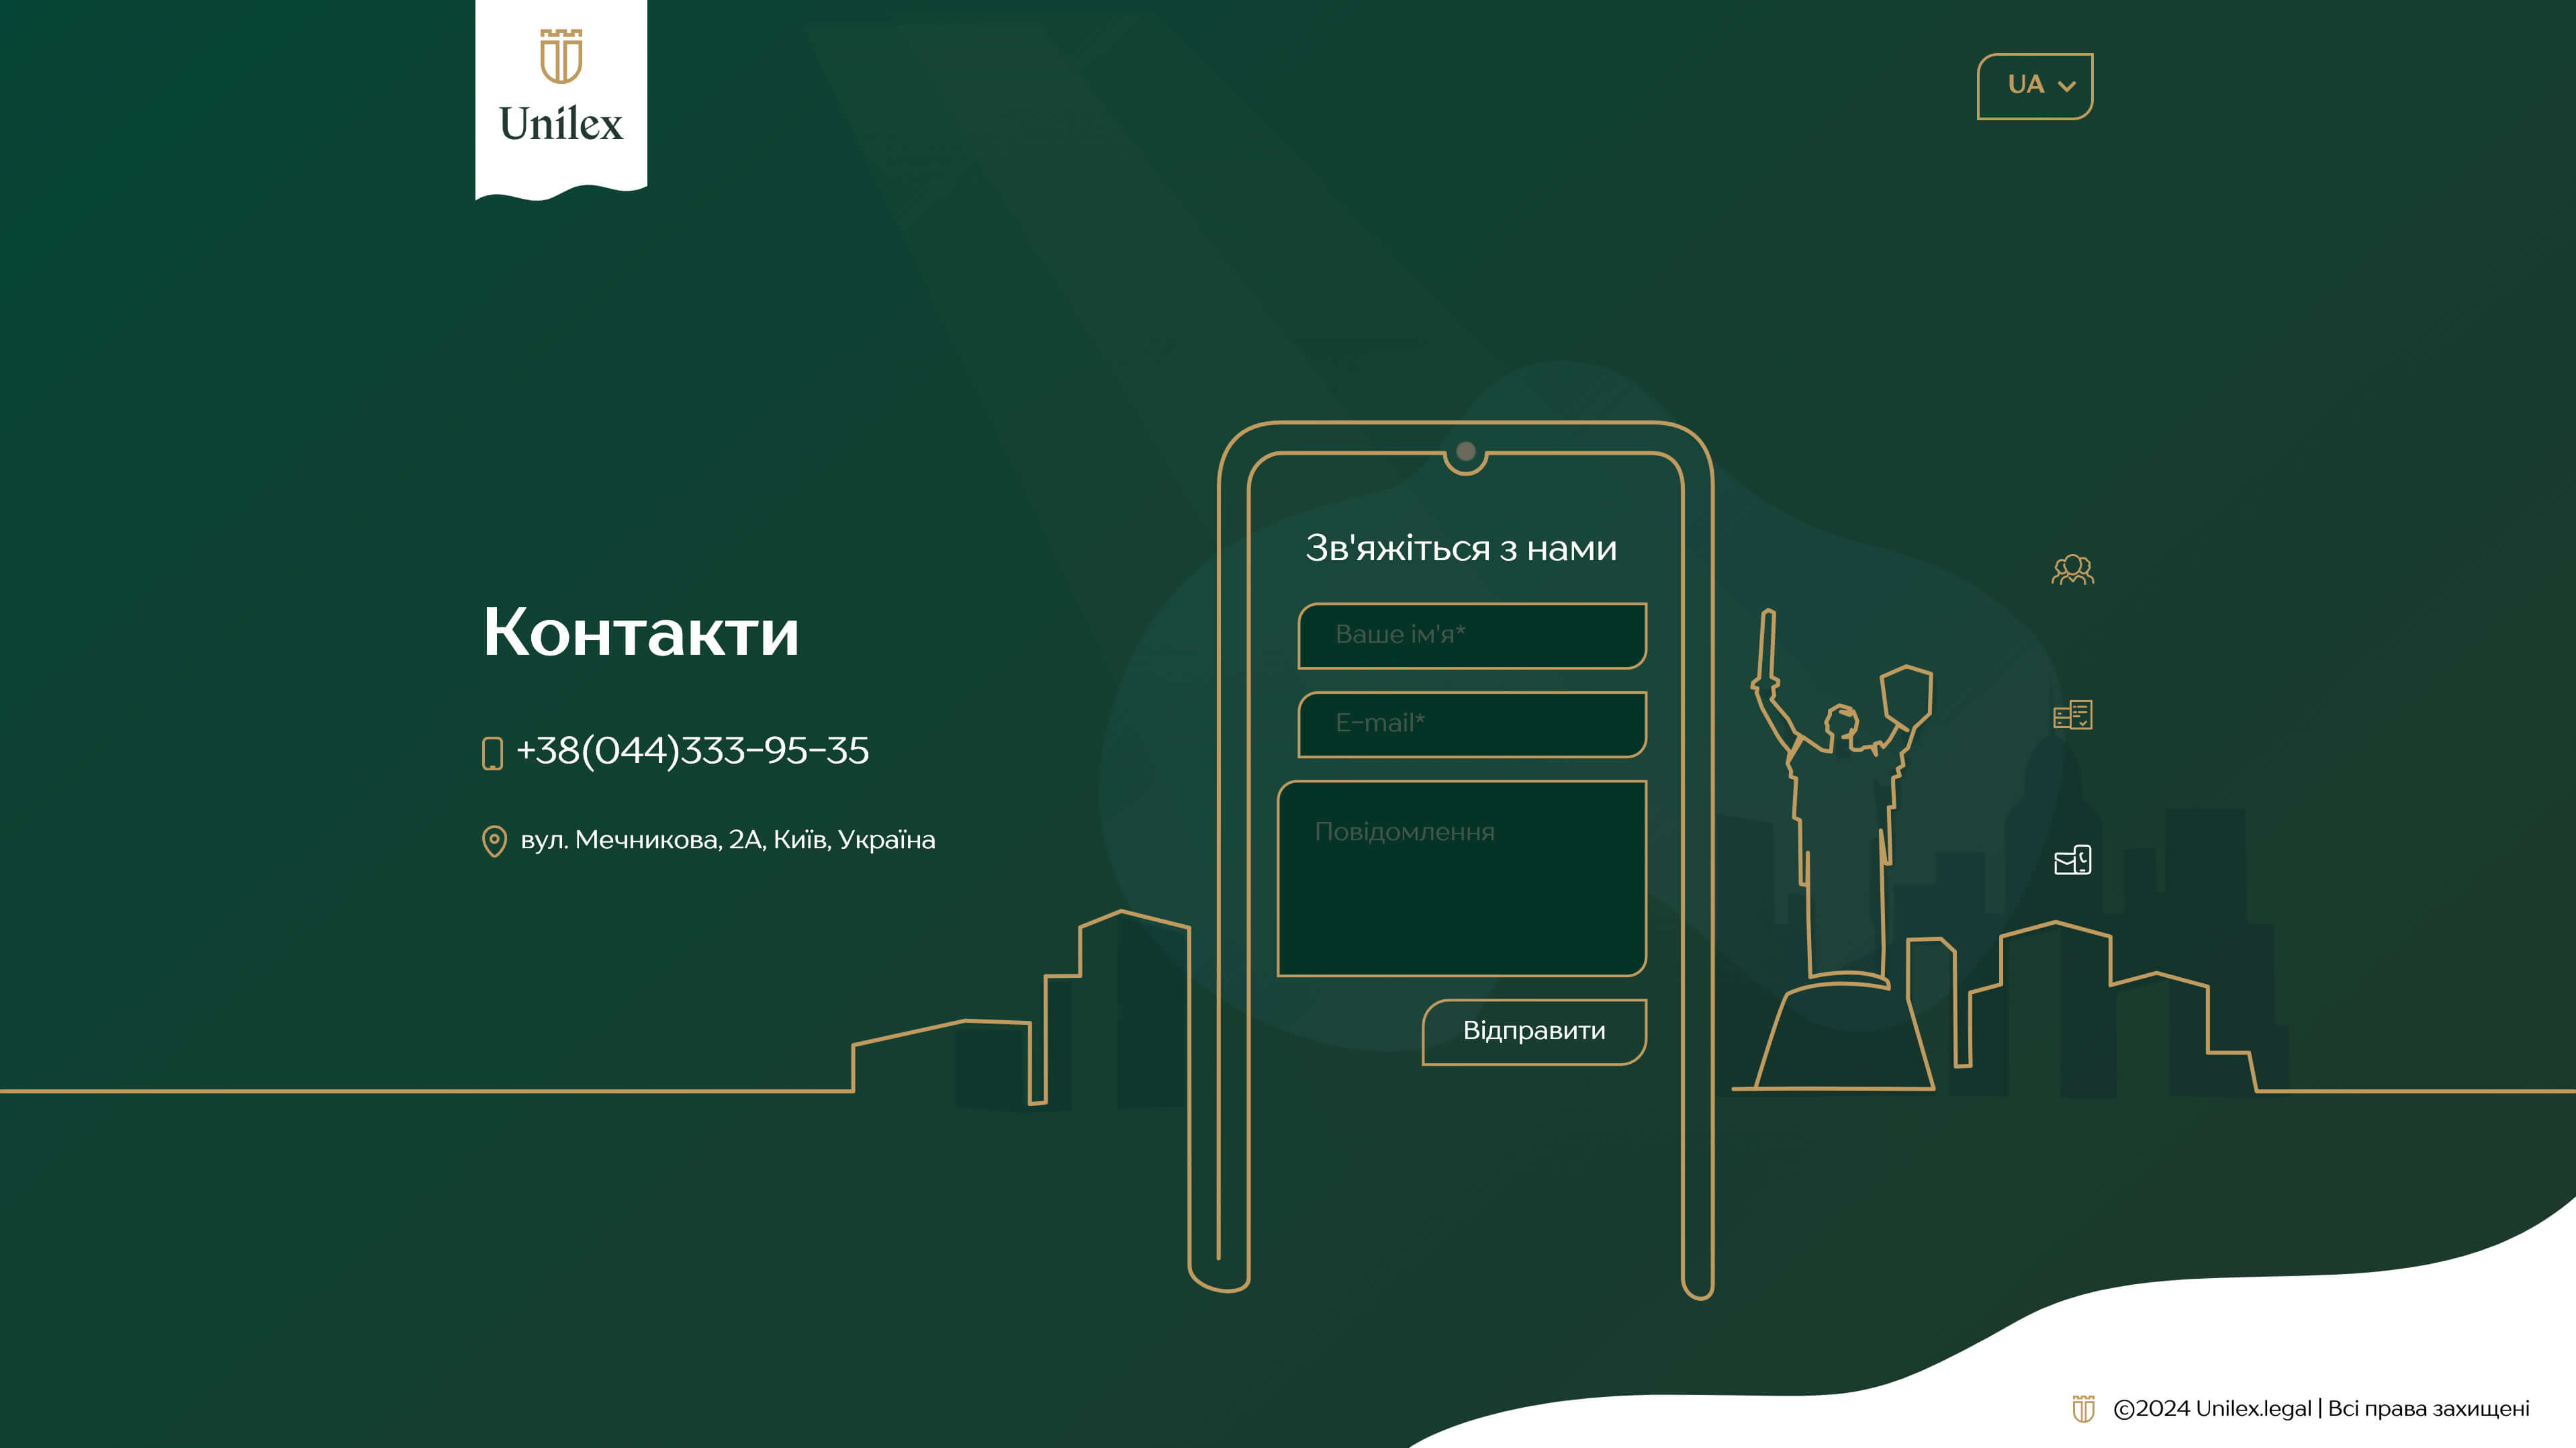 Unilex
UA
Контакти
+38(044)333-95-35
вул. Мечникова, 2А, Київ, Україна
Зв'яжіться з нами
Ваше ім'я*
E-mail*
Повідомлення
Відправити
©2024 Unilex.legal | Всі права захищені